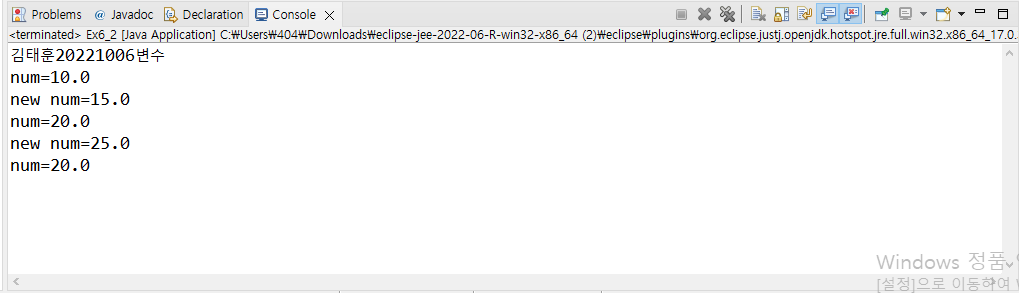 Problems @ Javadoc Declaration Console
<terminated> Ex6_2 [Java Application] C:₩Users₩404₩Downloads₩eclipse-jee-2022-06-R-win32-x86_64 (2)₩eclipse₩plugins₩org.eclipse.justj.openjdk.hotspot.jre.full.win32.x86_64_17.0.
김태훈20221006변수
num=10.0
new num=15.0
num=20.0
new num=25.0
num=20.0
Windows 정품
[설정]으로 이동하여